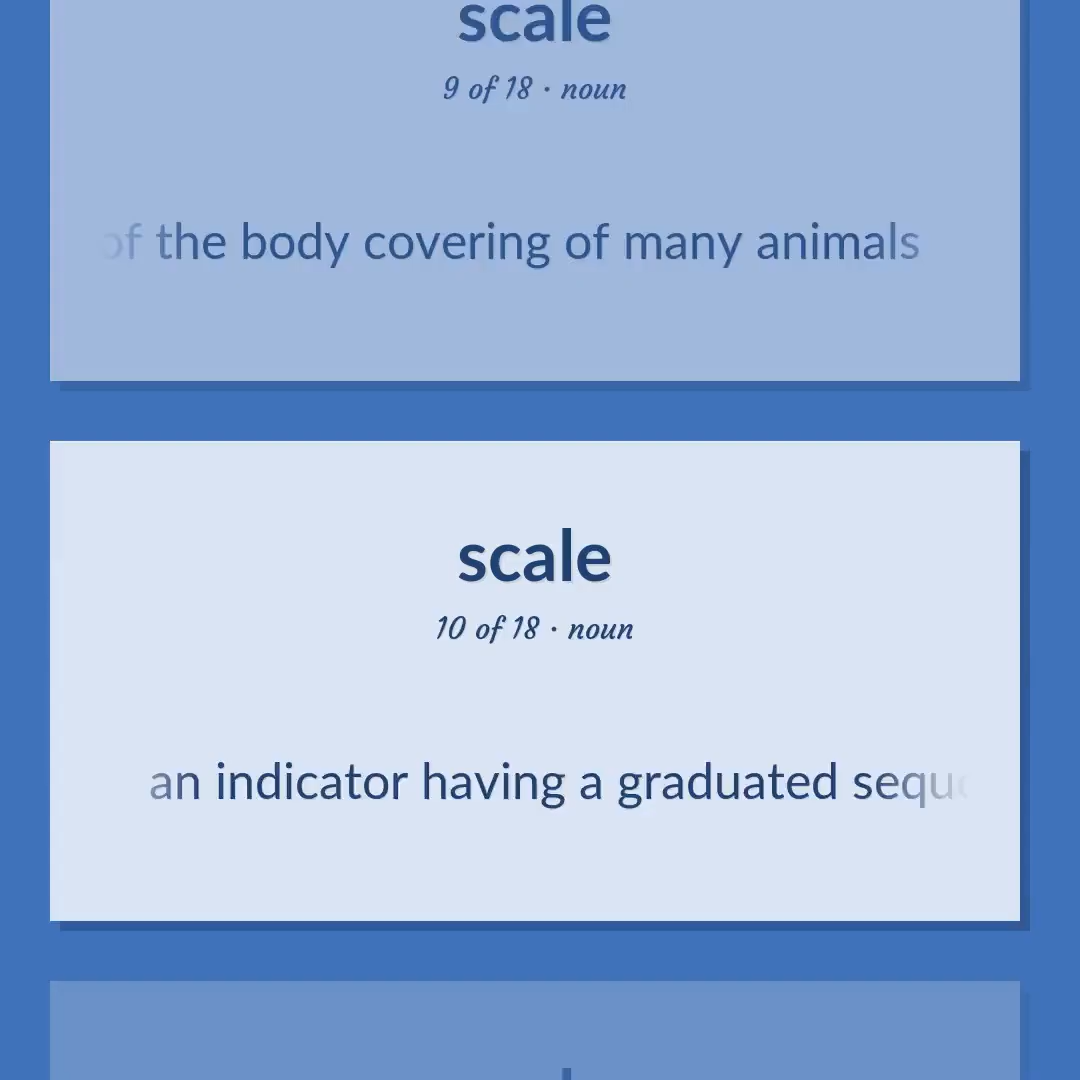 scale
9 of 18 · noun
of the body covering of many animals
scale
10 of 18 · noun
an indicator having a graduated